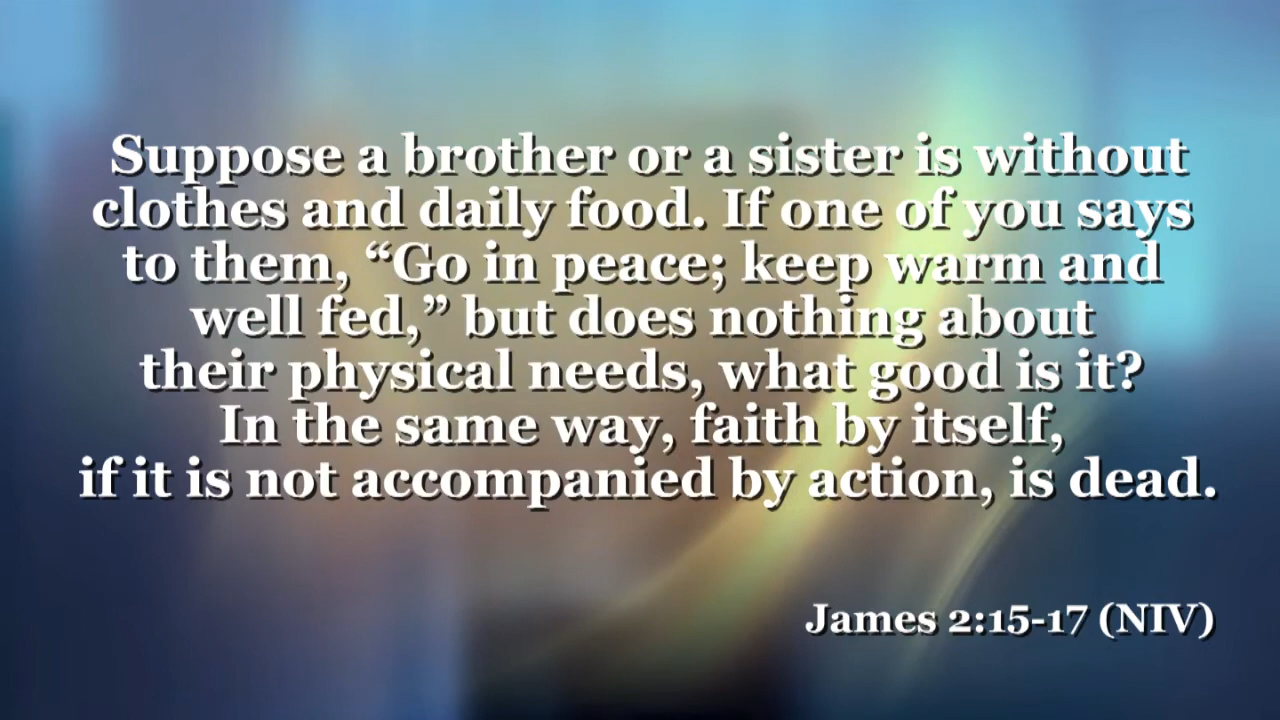 Suppose a brother or a sister is without
clothes and daily food. If one of you says
to them, “Go in peace; keep warm and
well fed,” but does nothing about
their physical needs, what good is it?
In the same way, faith by itself,
if it is not accompanied by action, is dead.
James 2:15-17 (NIV)